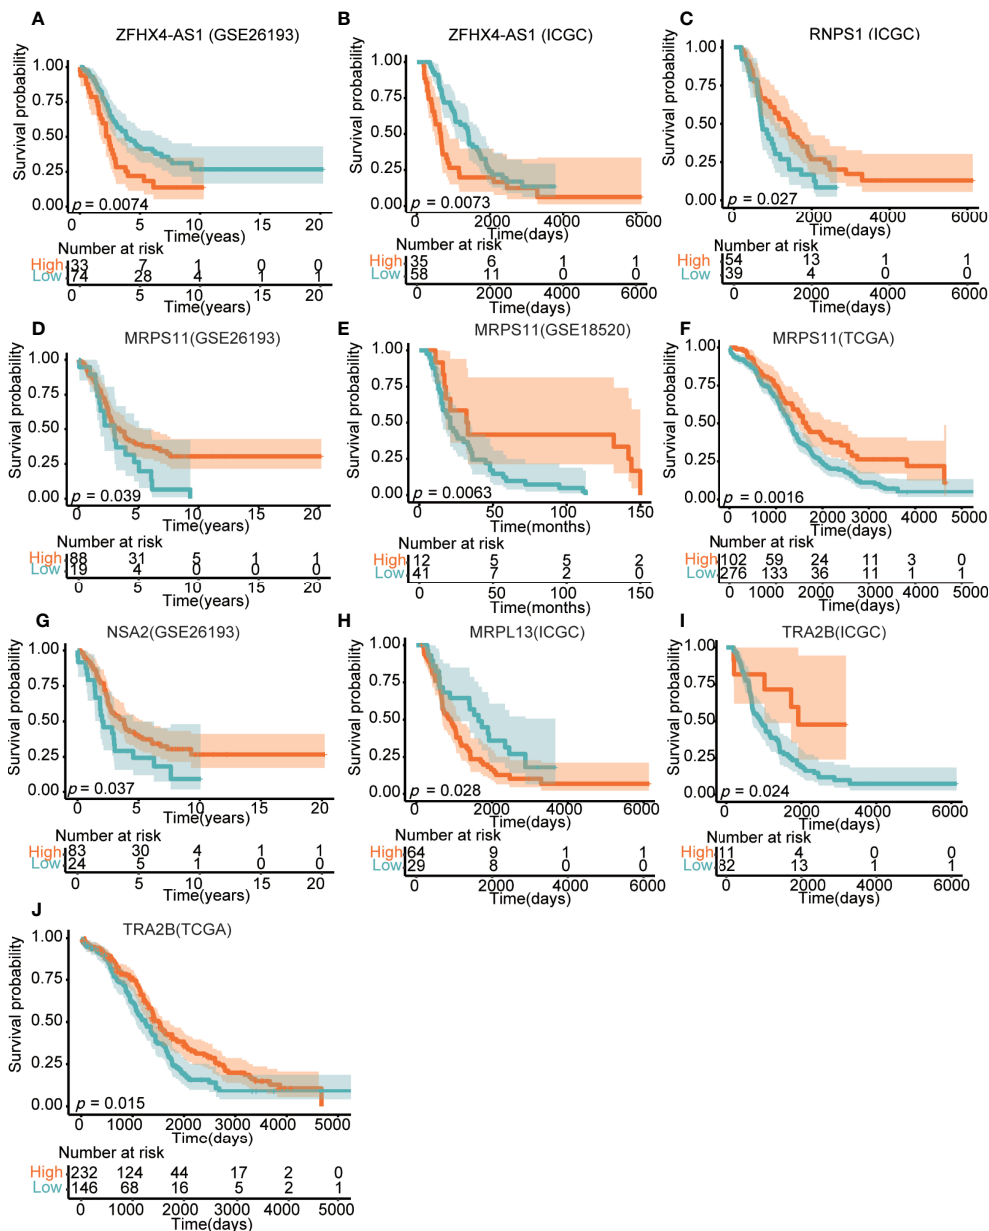 A
ZFHX4-AS1 (GSE26193)
Survival probability
1.00
0.75
0.50
0.25
0.00
p = 0.0074
0 5 10 15 20
Time(yeas)
Number at risk
High 33 7 1 0 0
Low 74 28 4 1 1
0 5 10 15 20
Time(years)
B
ZFHX4-AS1 (ICGC)
Survival probability
1.00
0.75
0.50
0.25
0.00
p = 0.0073
0 2000 4000 6000
Time(days)
Number at risk
High 35 6 1 1
Low 58 11 0 0
0 2000 4000 6000
Time(days)
C
RNPS1 (ICGC)
Survival probability
1.00
0.75
0.50
0.25
0.00
p = 0.027
0 2000 4000 6000
Time(days)
Number at risk
High 54 13 1 1
Low 39 4 0 0
0 2000 4000 6000
Time(days)
D
MRPS11(GSE26193)
Survival probability
1.00
0.75
0.50
0.25
0.00
p = 0.039
0 5 10 15 20
Time(years)
Number at risk
High 88 31 5 1 1
Low 19 4 0 0 0
0 5 10 15 20
Time(years)
E
MRPS11(GSE18520)
Survival probability
1.00
0.75
0.50
0.25
0.00
p = 0.0063
0 50 100 150
Time(months)
Number at risk
High 12 5 5 2
Low 41 7 2 0
0 50 100 150
Time(months)
F
MRPS11(TCGA)
Survival probability
1.00
0.75
0.50
0.25
0.00
p = 0.0016
0 1000 2000 3000 4000 5000
Time(days)
Number at risk
High 102 59 24 11 3 0
Low 276 133 36 11 1 1
0 1000 2000 3000 4000 5000
Time(days)
G
NSA2(GSE26193)
Survival probability
1.00
0.75
0.50
0.25
0.00
p = 0.037
0 5 10 15 20
Time(years)
Number at risk
High 83 30 4 1 1
Low 24 5 1 0 0
0 5 10 15 20
Time(years)
H
MRPL13(ICGC)
Survival probability
1.00
0.75
0.50
0.25
0.00
p = 0.028
0 2000 4000 6000
Time(days)
Number at risk
High 64 9 1 1
Low 29 8 0 0
0 2000 4000 6000
Time(days)
I
TRA2B(ICGC)
Survival probability
1.00
0.75
0.50
0.25
0.00
p = 0.024
0 2000 4000 6000
Time(days)
Number at risk
High 11 4 0 0
Low 82 13 1 1
0 2000 4000 6000
Time(days)
J
TRA2B(TCGA)
Survival probability
1.00
0.75
0.50
0.25
0.00
p = 0.015
0 1000 2000 3000 4000 5000
Time(days)
Number at risk
High 232 124 44 17 2 0
Low 146 68 16 5 2 1
0 1000 2000 3000 4000 5000
Time(days)